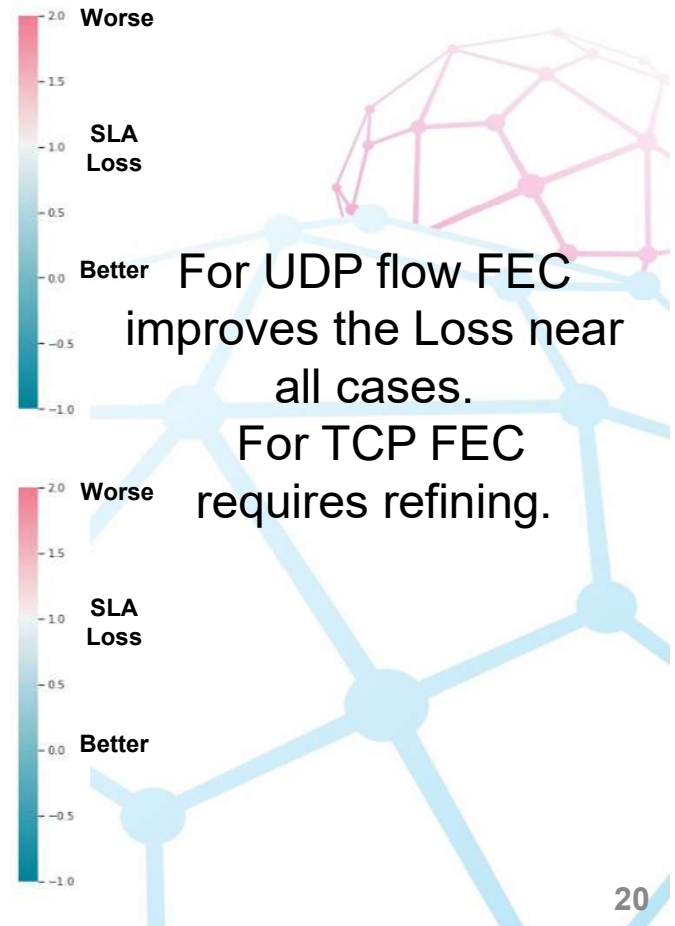 2.0 Worse
1.5
1.0 SLA
Loss
0.5
0.0 Better
−0.5
−1.0
For UDP flow FEC
improves the Loss near
all cases.
For TCP FEC
requires refining.
2.0 Worse
1.5
1.0 SLA
Loss
0.5
0.0 Better
−0.5
−1.0
20